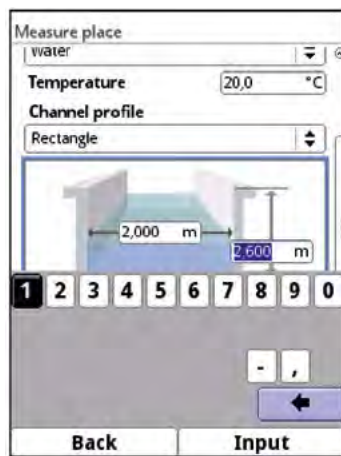 Measure place
Water
Temperature 20,0 °C
Channel profile
Rectangle
2,000 m
2,600 m
1 2 3 4 5 6 7 8 9 0
- ,
Back Input